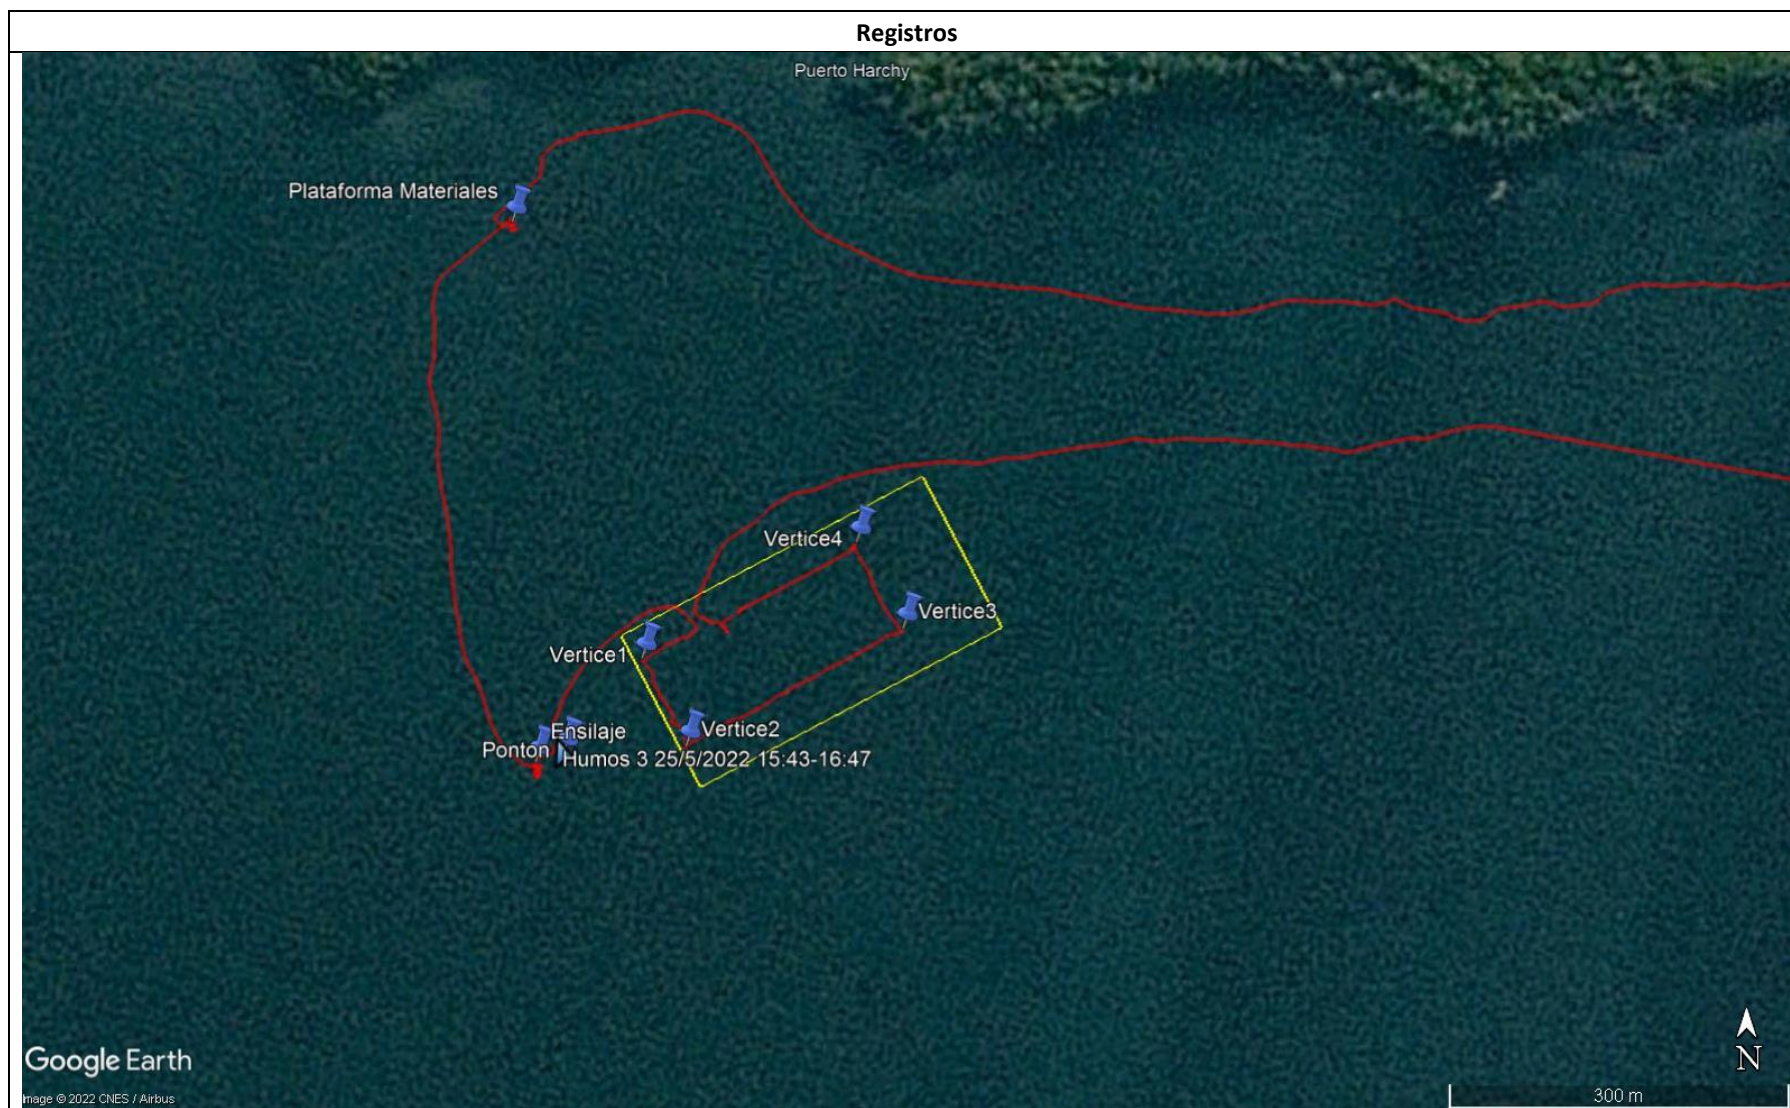 Registros
Puerto Harchy
Plataforma Materiales
Vertice4
Vertice3
Vertice1
Vertice2
Ensilaje
Ponton
Humos 3 25/5/2022 15:43-16:47
N
Google Earth
300 m
mage © 2022 CNES / Airbus